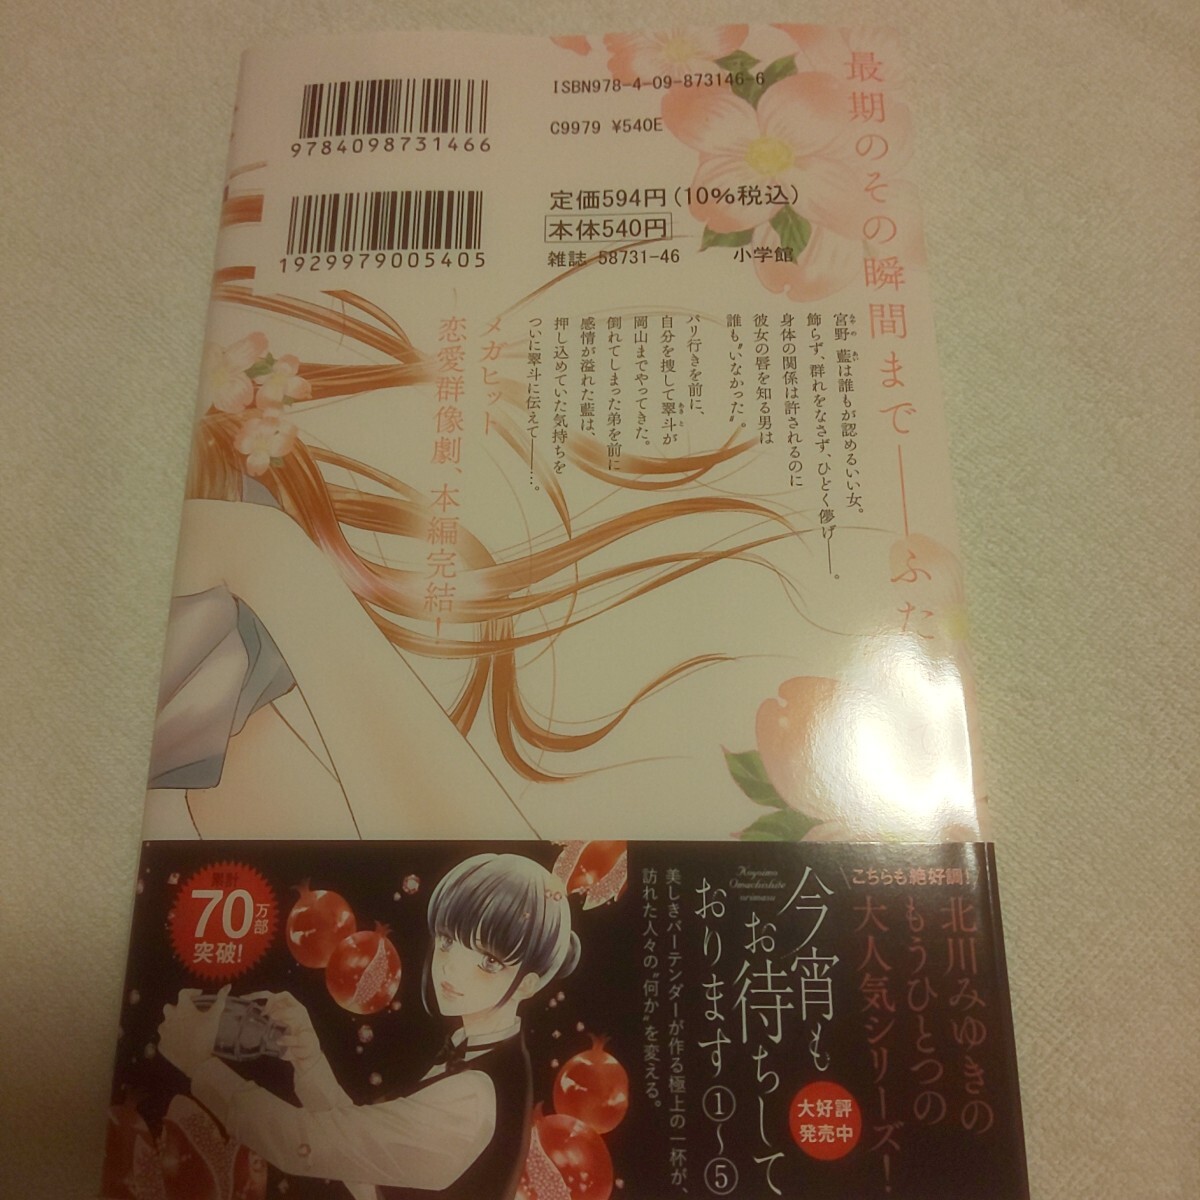 ISBN978-4-09-873146-6
9784098731466
C9979 ¥540E
定価594円(10%税込)
本体540円
1929979005405
雑誌 58731-46
小学館
最期のその瞬間まで――ふた
宮野 藍は誰もが認めるいい女。
飾らず、群れをなさず、ひどく儚げ――。
身体の関係は許されるのに
彼女の唇を知る男は
誰も〝いなかった〟。
パリ行きを前に、
自分を捜して翠斗が
岡山までやってきた。
倒れてしまった弟を前に
感情が溢れた藍は、
押し込めていた気持ちを
ついに翠斗に伝えて――…。
メガヒット
恋愛群像劇、本編完結！
こちらも絶好調!
北川みゆきの
もうひとつの
大人気シリーズ！
今宵も
お待ちして
おります①〜⑤
大好評
発売中
美しきバーテンダーが作る極上の一杯が、
訪れた人々の〝何か〟を変える。
累計
70万部
突破!